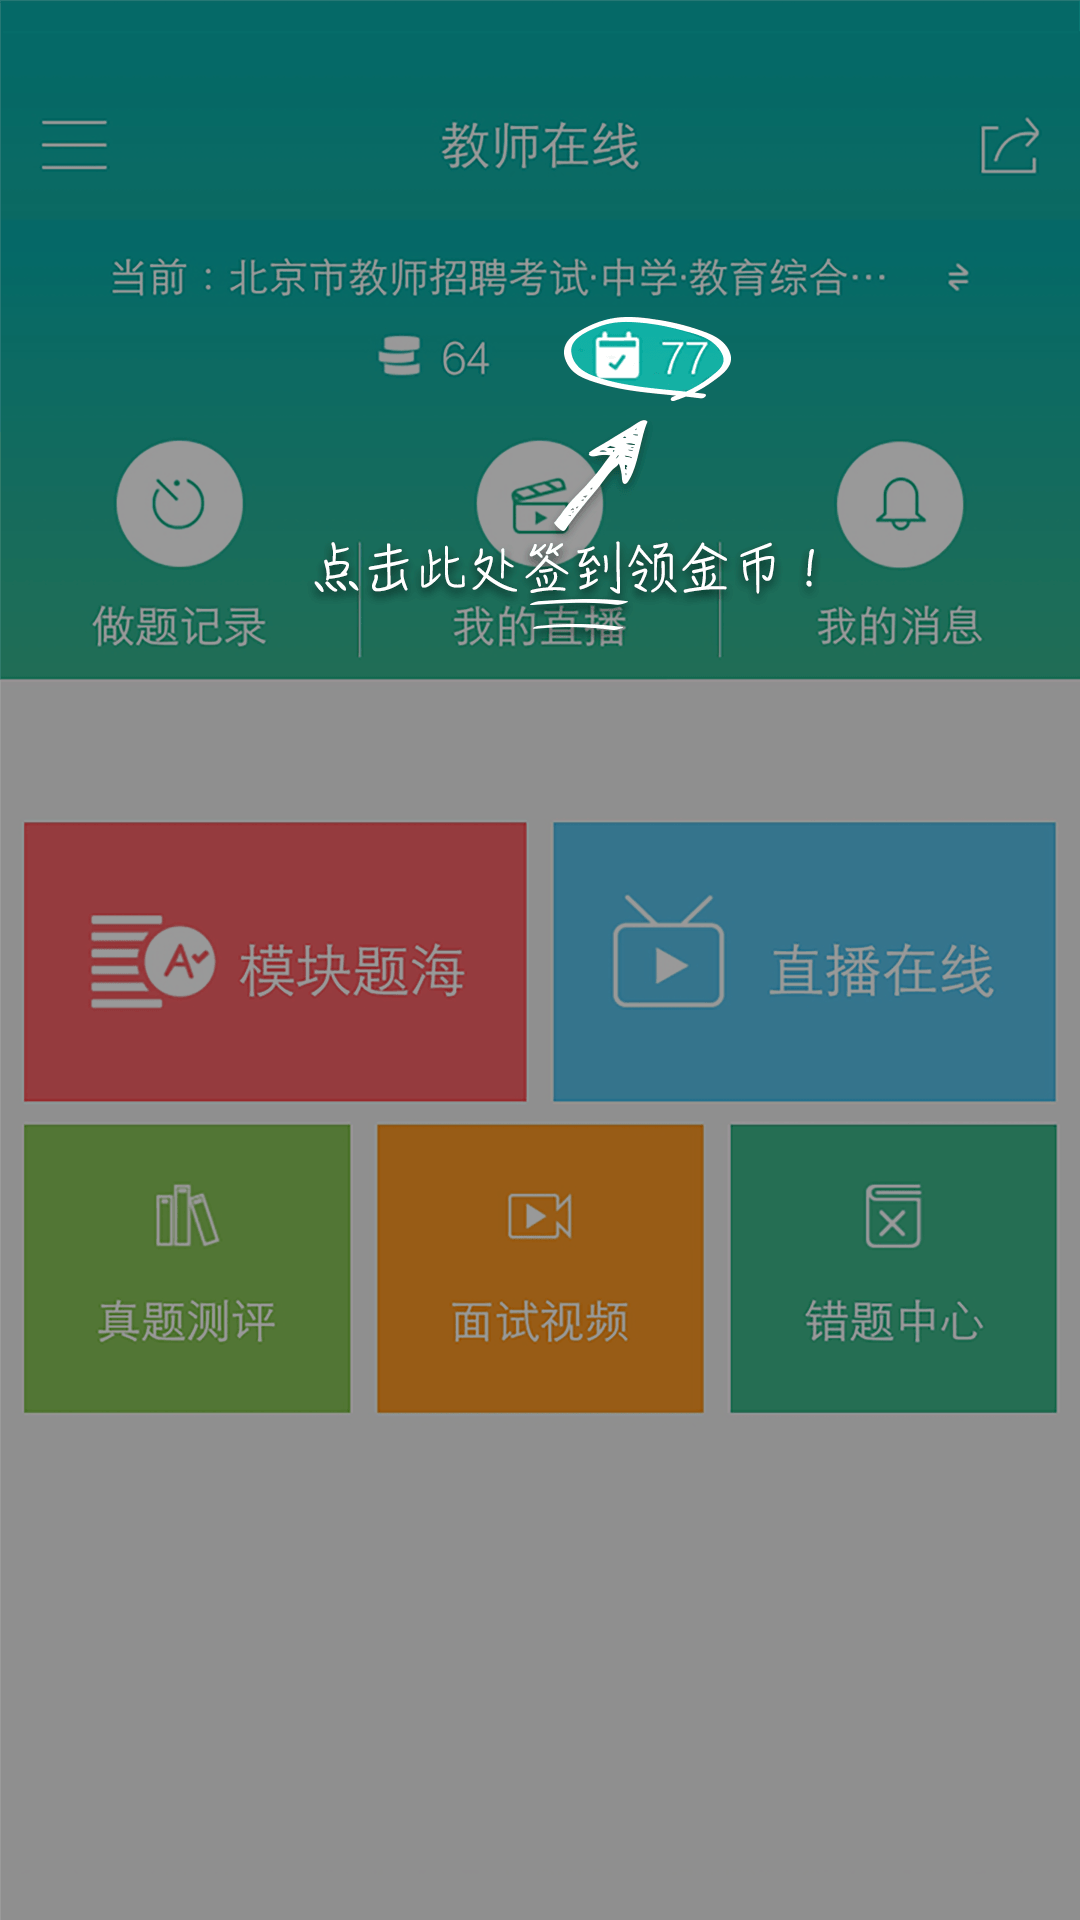 教师在线
当前：北京市教师招聘考试·中学·教育综合…
64 77
点击此处签到领金币！
做题记录 我的直播 我的消息
模块题海 直播在线
真题测评 面试视频 错题中心